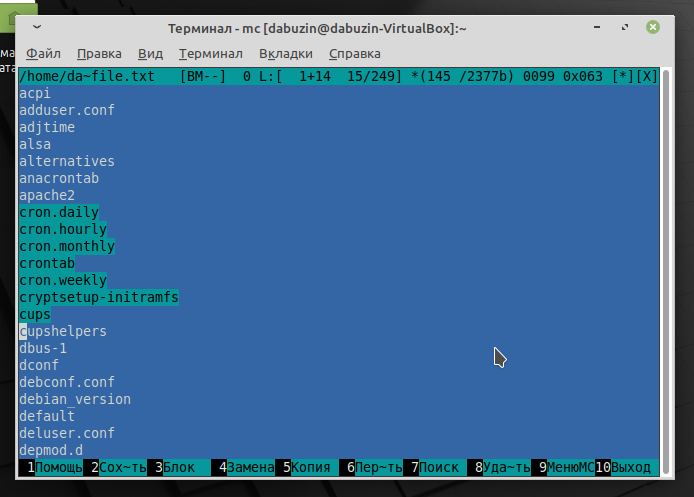 Терминал - mc [dabuzin@dabuzin-VirtualBox]:~
Файл Правка Вид Терминал Вкладки Справка
/home/da~file.txt [BM--] 0 L:[ 1+14 15/249] *(145 /2377b) 0099 0x063 [*][X]
acpi
adduser.conf
adjtime
alsa
alternatives
anacrontab
apache2
cron.daily
cron.hourly
cron.monthly
crontab
cron.weekly
cryptsetup-initramfs
cups
cupshelpers
dbus-1
dconf
debconf.conf
debian_version
default
deluser.conf
depmod.d
1Помощь 2Сох~ть 3Блок 4Замена 5Копия 6Пер~ть 7Поиск 8Уда~ть 9МенюMC 10Выход